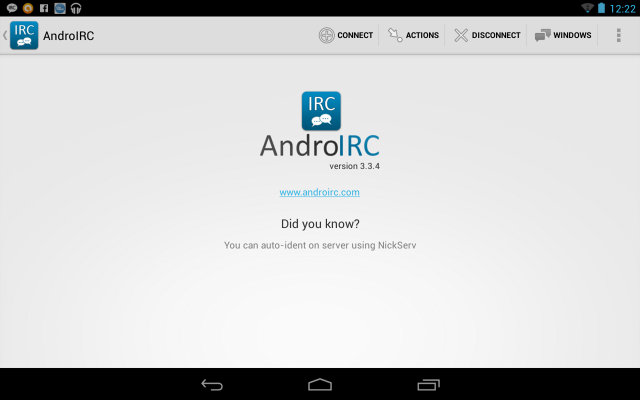 12:22
IRC
AndroIRC
CONNECT
ACTIONS
DISCONNECT
WINDOWS
IRC
AndroIRC
version 3.3.4
www.androirc.com
Did you know?
You can auto-ident on server using NickServ